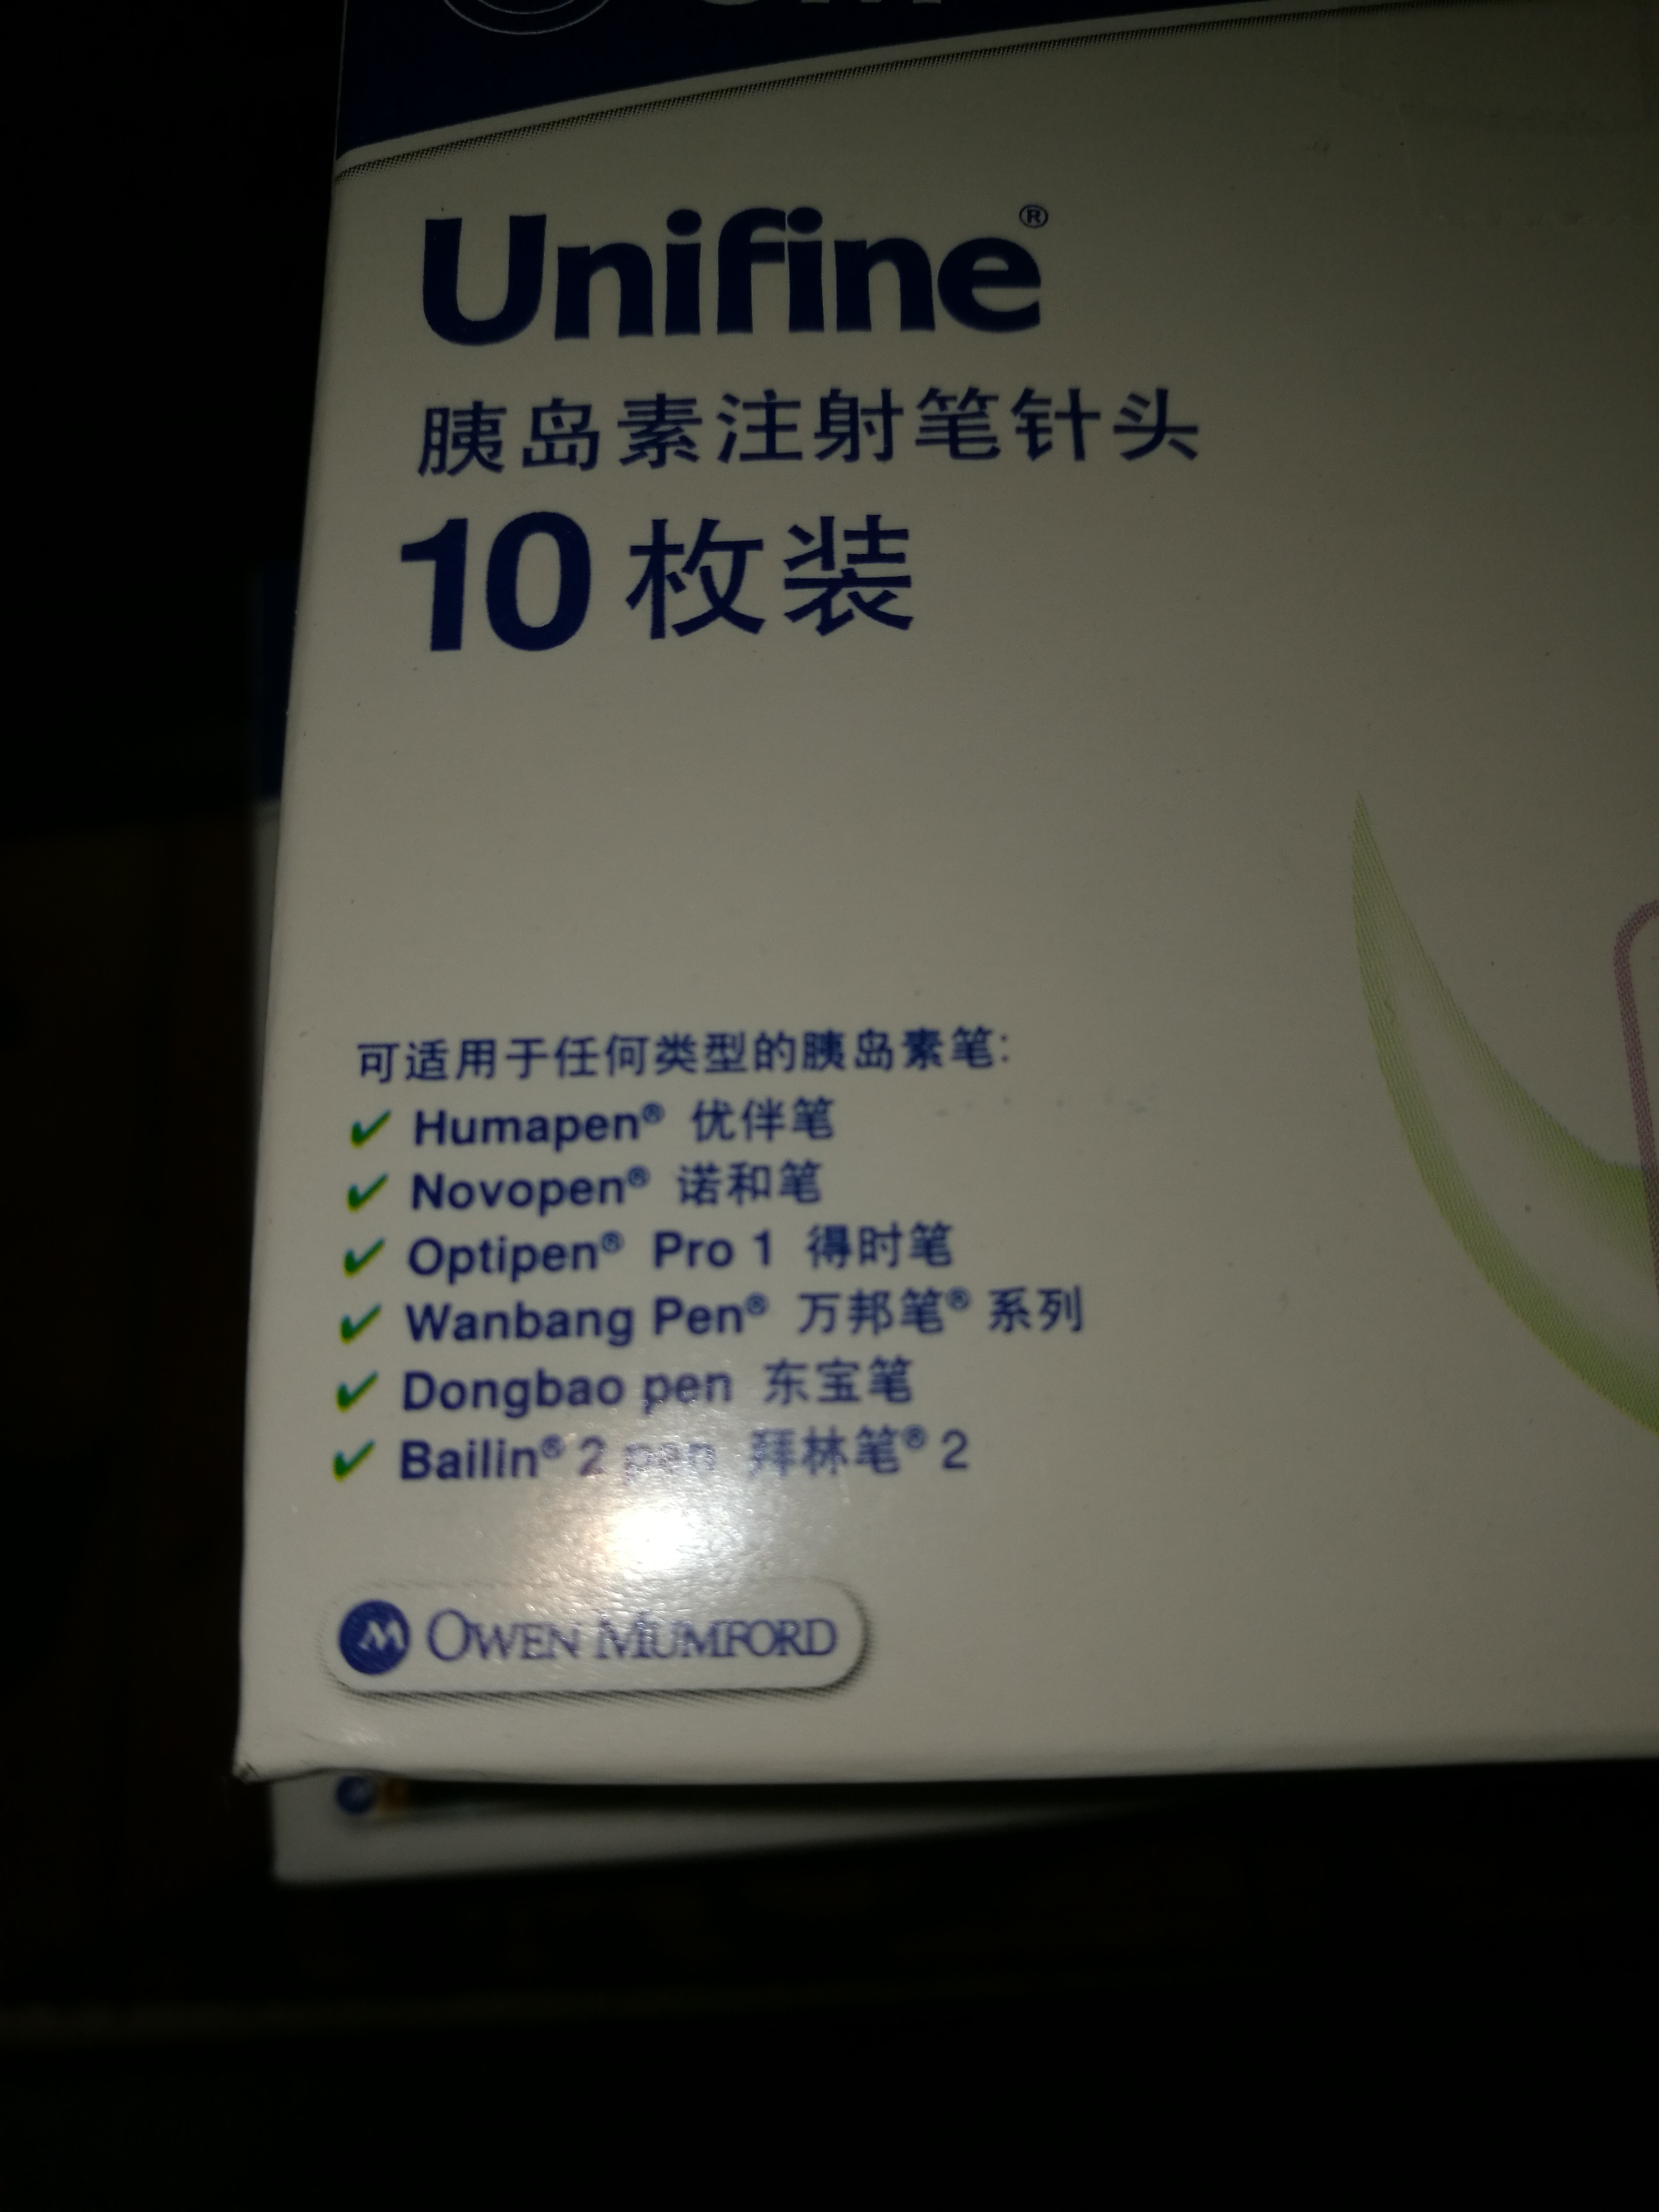 Unifine®
胰岛素注射笔针头
10枚装
可适用于任何类型的胰岛素笔:
✔ Humapen® 优伴笔
✔ Novopen® 诺和笔
✔ Optipen® Pro 1 得时笔
✔ Wanbang Pen® 万邦笔® 系列
✔ Dongbao pen 东宝笔
✔ Bailin® 2 pen 拜林笔® 2
OWEN MUMFORD